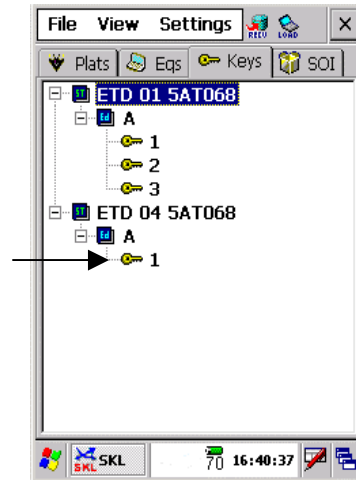 File View Settings RECV LOAD X
Plats Eqs Keys SOI
ST ETD 01 5AT068
Ed A
1
2
3
ST ETD 04 5AT068
Ed A
1
SKL SKL 70 16:40:37